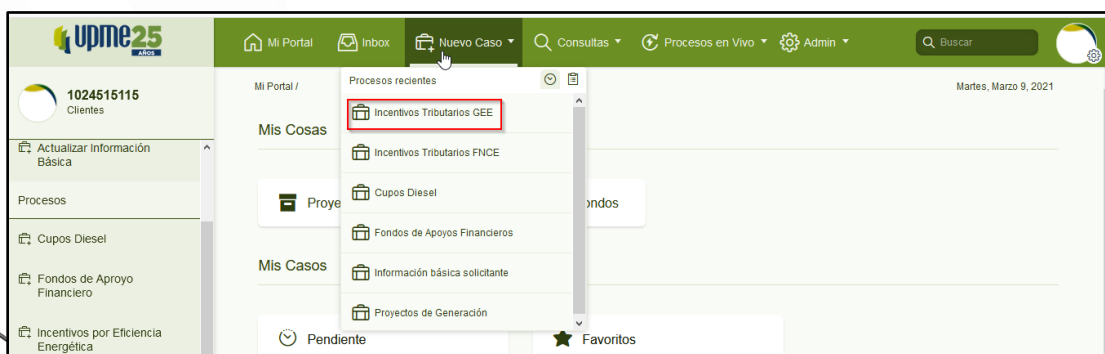 upme25
AÑOS
Mi Portal
Inbox
Nuevo Caso
Consultas
Procesos en Vivo
Admin
Buscar
1024515115
Clientes
Actualizar Información
Básica
Procesos
Cupos Diesel
Fondos de Aproyo
Financiero
Incentivos por Eficiencia
Energética
Mi Portal /
Martes, Marzo 9, 2021
Mis Cosas
Proye
ondos
Mis Casos
Pendiente
Favoritos
Procesos recientes
Incentivos Tributarios GEE
Incentivos Tributarios FNCE
Cupos Diesel
Fondos de Apoyos Financieros
Información básica solicitante
Proyectos de Generación